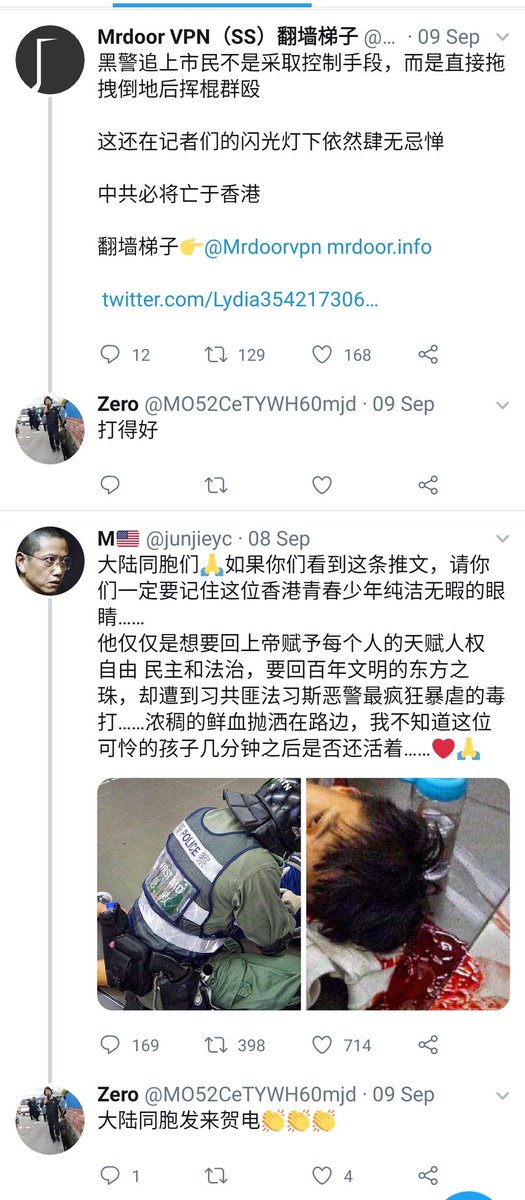 Mrdoor VPN（SS）翻墙梯子 @... · 09 Sep
黑警追上市民不是采取控制手段，而是直接拖
拽倒地后挥棍群殴
这还在记者们的闪光灯下依然肆无忌惮
中共必将亡于香港
翻墙梯子👉@Mrdoorvpn mrdoor.info
twitter.com/Lydia354217306…
12 129 168
Zero @MO52CeTYWH60mjd · 09 Sep
打得好
M🇺🇸 @junjieyc · 08 Sep
大陆同胞们🙏如果你们看到这条推文，请你
们一定要记住这位香港青春少年纯洁无暇的眼
睛……
他仅仅是想要回上帝赋予每个人的天赋人权
自由 民主和法治，要回百年文明的东方之
珠，却遭到习共匪法习斯恶警最疯狂暴虐的毒
打……浓稠的鲜血抛洒在路边，我不知道这位
可怜的孩子几分钟之后是否还活着……❤️🙏
POLICE 警
169 398 714
Zero @MO52CeTYWH60mjd · 09 Sep
大陆同胞发来贺电👏👏👏
1 4